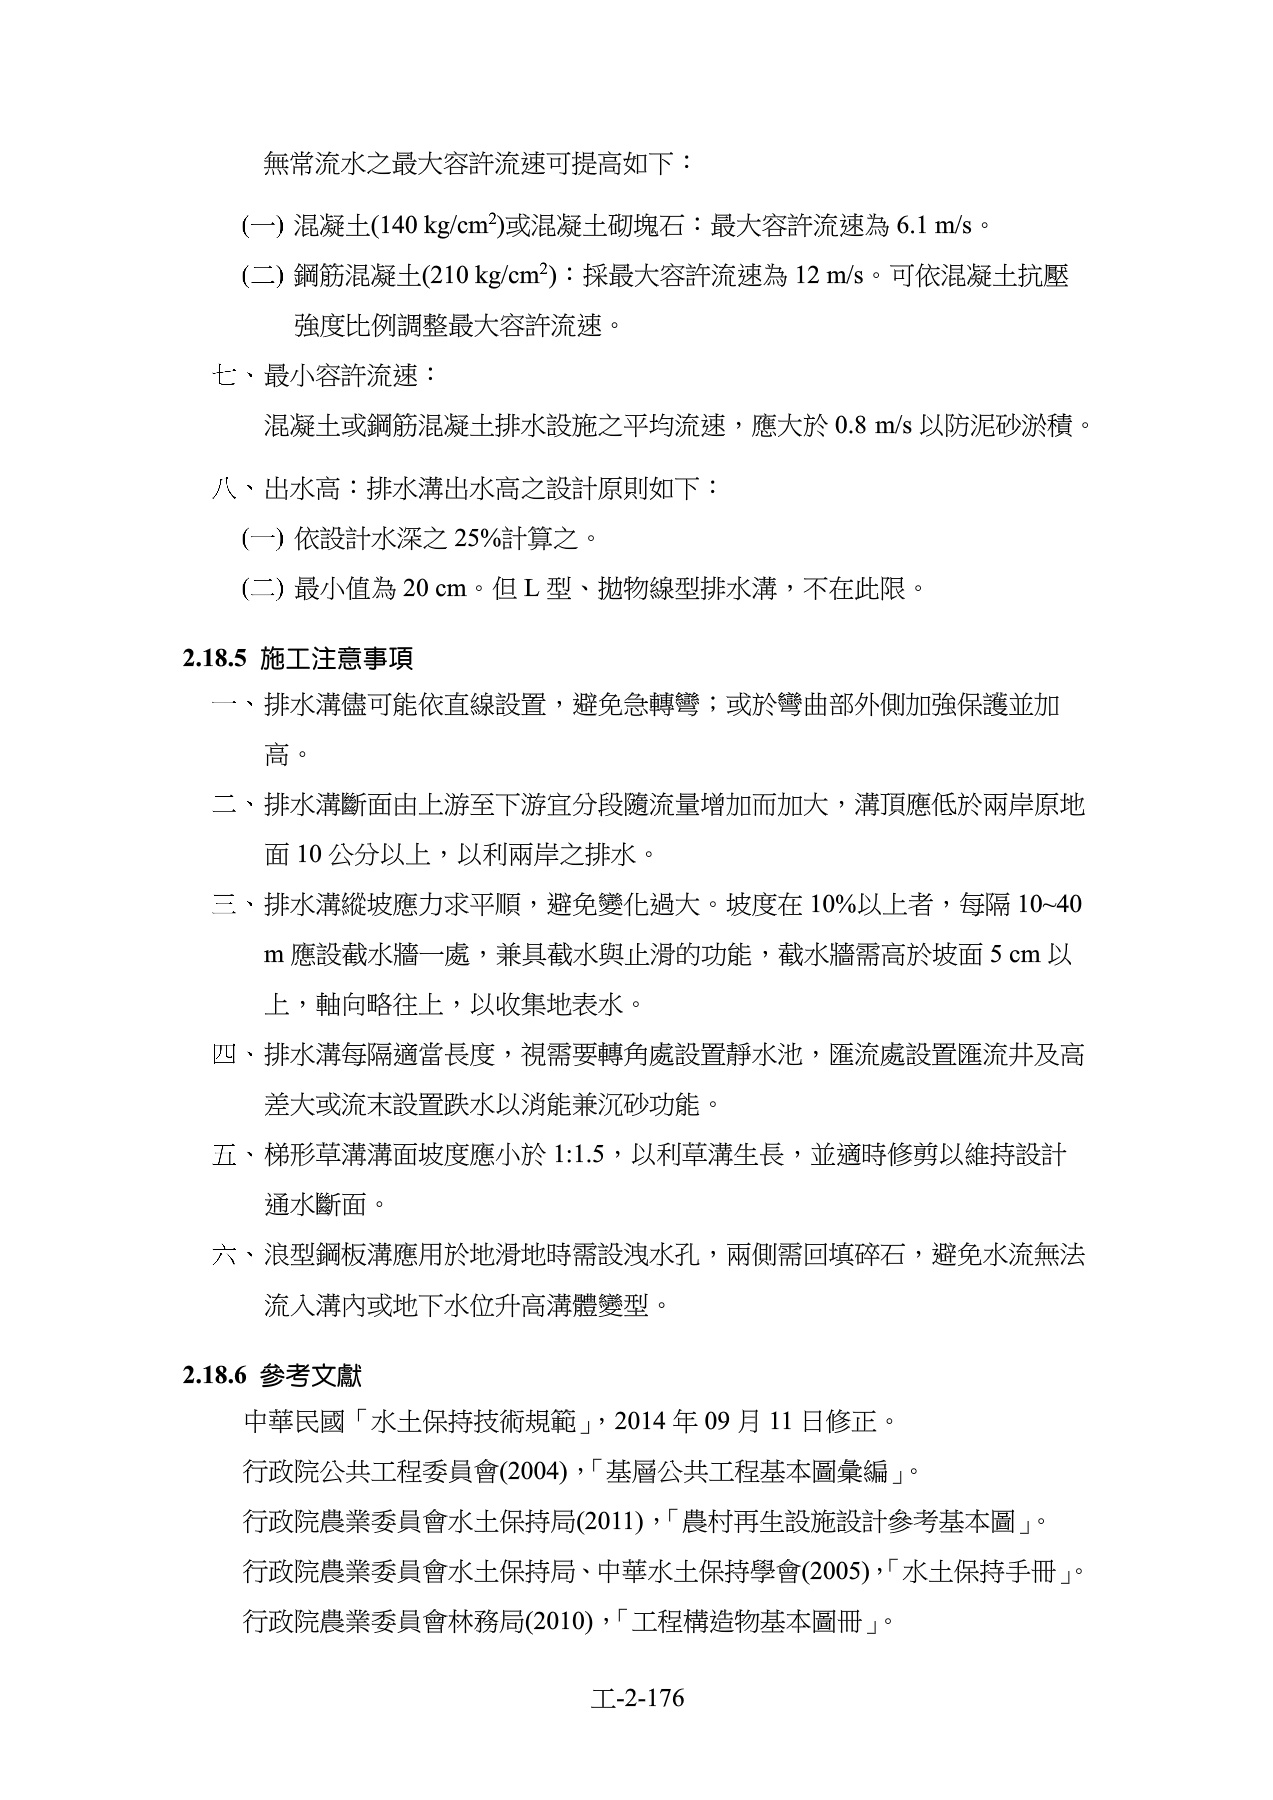 無常流水之最大容許流速可提高如下：
(一) 混凝土(140 kg/cm²)或混凝土砌塊石：最大容許流速為 6.1 m/s。
(二) 鋼筋混凝土(210 kg/cm²)：採最大容許流速為 12 m/s。可依混凝土抗壓
強度比例調整最大容許流速。
七、最小容許流速：
混凝土或鋼筋混凝土排水設施之平均流速，應大於 0.8 m/s 以防泥砂淤積。
八、出水高：排水溝出水高之設計原則如下：
(一) 依設計水深之 25%計算之。
(二) 最小值為 20 cm。但 L 型、拋物線型排水溝，不在此限。
2.18.5 施工注意事項
一、排水溝儘可能依直線設置，避免急轉彎；或於彎曲部外側加強保護並加
高。
二、排水溝斷面由上游至下游宜分段隨流量增加而加大，溝頂應低於兩岸原地
面 10 公分以上，以利兩岸之排水。
三、排水溝縱坡應力求平順，避免變化過大。坡度在 10%以上者，每隔 10~40
m 應設截水牆一處，兼具截水與止滑的功能，截水牆需高於坡面 5 cm 以
上，軸向略往上，以收集地表水。
四、排水溝每隔適當長度，視需要轉角處設置靜水池，匯流處設置匯流井及高
差大或流末設置跌水以消能兼沉砂功能。
五、梯形草溝溝面坡度應小於 1:1.5，以利草溝生長，並適時修剪以維持設計
通水斷面。
六、浪型鋼板溝應用於地滑地時需設洩水孔，兩側需回填碎石，避免水流無法
流入溝內或地下水位升高溝體變型。
2.18.6 參考文獻
中華民國「水土保持技術規範」，2014 年 09 月 11 日修正。
行政院公共工程委員會(2004)，「基層公共工程基本圖彙編」。
行政院農業委員會水土保持局(2011)，「農村再生設施設計參考基本圖」。
行政院農業委員會水土保持局、中華水土保持學會(2005)，「水土保持手冊」。
行政院農業委員會林務局(2010)，「工程構造物基本圖冊」。
工-2-176